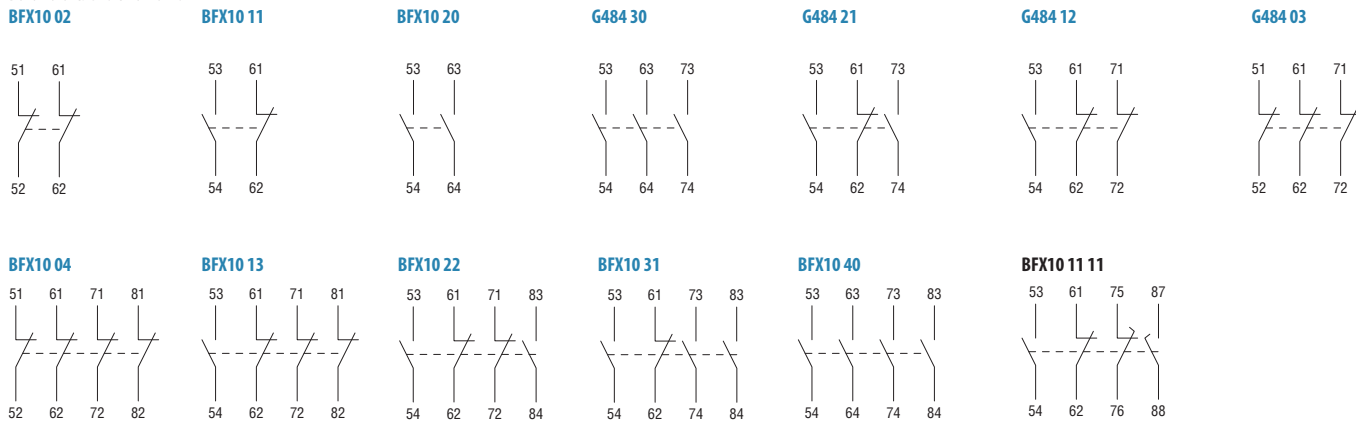 BFX10 02 BFX10 11 BFX10 20 G484 30 G484 21 G484 12 G484 03
51 61 53 61 53 63 53 63 73 53 61 73 53 61 71 51 61 71
52 62 54 62 54 64 54 64 74 54 62 74 54 62 72 52 62 72
BFX10 04 BFX10 13 BFX10 22 BFX10 31 BFX10 40 BFX10 11 11
51 61 71 81 53 61 71 81 53 61 71 83 53 61 73 83 53 63 73 83 53 61 75 87
52 62 72 82 54 62 72 82 54 62 72 84 54 62 74 84 54 64 74 84 54 62 76 88